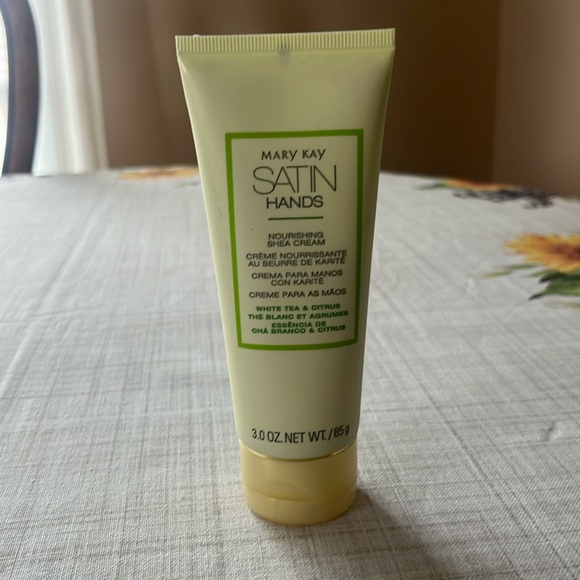 MARY KAY
SATIN
HANDS
NOURISHING
SHEA CREAM
CRÈME NOURRISSANTE
AU BEURRE DE KARITÉ
CREMA PARA MANOS
CON KARITÉ
CREME PARA AS MÃOS
WHITE TEA & CITRUS
THÉ BLANC ET AGRUMES
ESSÊNCIA DE
CHÁ BRANCO & CITRUS
3.0 OZ. NET WT. / 85 g